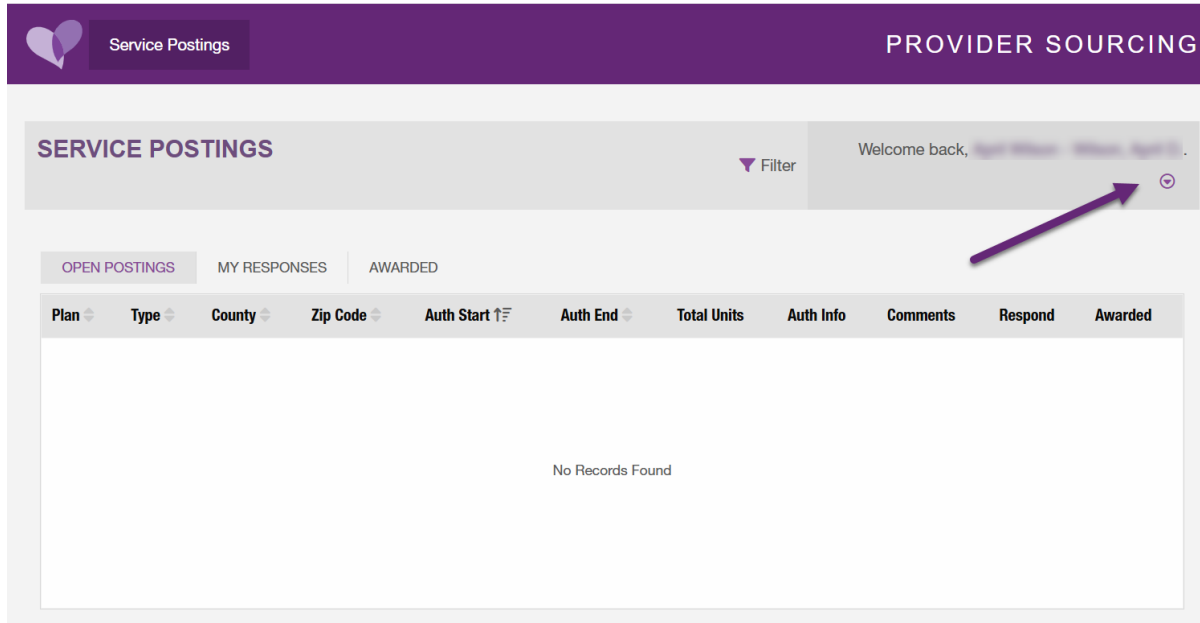 Service Postings
PROVIDER SOURCING
SERVICE POSTINGS
Filter
Welcome back,
OPEN POSTINGS MY RESPONSES AWARDED
Plan Type County Zip Code Auth Start Auth End Total Units Auth Info Comments Respond Awarded
No Records Found